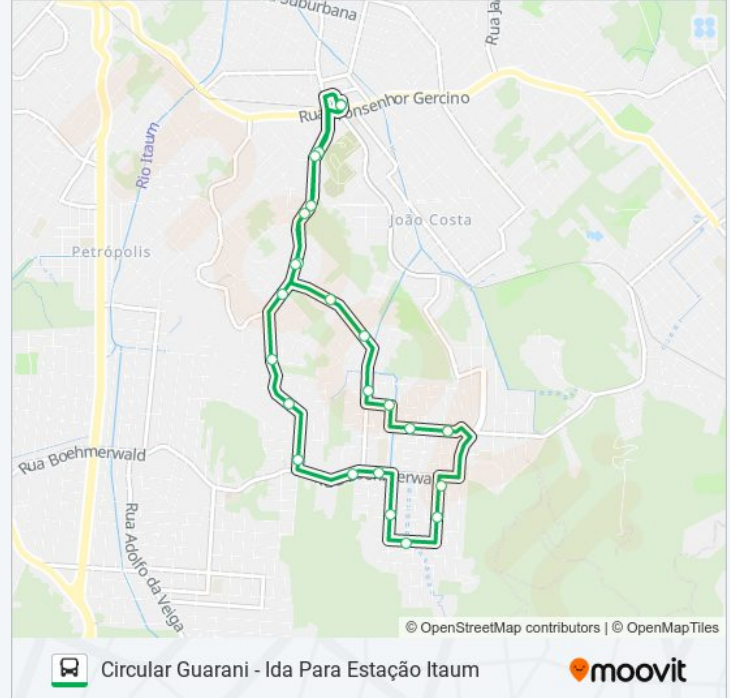 Suburbana
Rua Ja
Rua Monsenhor Gercino
Rio Itaum
João Costa
Petrópolis
Rua Boehmerwald
Rua Adolfo da Veiga
© OpenStreetMap contributors | © OpenMapTiles
Circular Guarani - Ida Para Estação Itaum
moovit